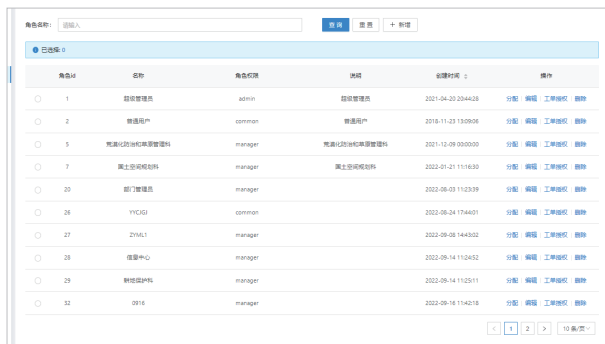 角色名称： 请输入 查 询 重 置 + 新增
已选择: 0
角色id 名称 角色权限 说明 创建时间 操作
1 超级管理员 admin 超级管理员 2021-04-20 20:44:28 分配 编辑 工单授权 删除
2 普通用户 common 普通用户 2018-11-23 13:09:06 分配 编辑 工单授权 删除
5 荒漠化防治和草原管理科 manager 荒漠化防治和草原管理科 2021-12-09 00:00:00 分配 编辑 工单授权 删除
7 国土空间规划科 manager 国土空间规划科 2022-01-21 11:16:30 分配 编辑 工单授权 删除
20 部门管理员 manager 2022-08-03 11:23:39 分配 编辑 工单授权 删除
26 YYCJGJ common 2022-08-24 17:44:01 分配 编辑 工单授权 删除
27 ZYML1 manager 2022-09-08 14:43:02 分配 编辑 工单授权 删除
28 信息中心 manager 2022-09-14 11:24:52 分配 编辑 工单授权 删除
29 耕地保护科 manager 2022-09-14 11:25:11 分配 编辑 工单授权 删除
32 0916 manager 2022-09-16 11:42:18 分配 编辑 工单授权 删除
< 1 2 > 10 条/页